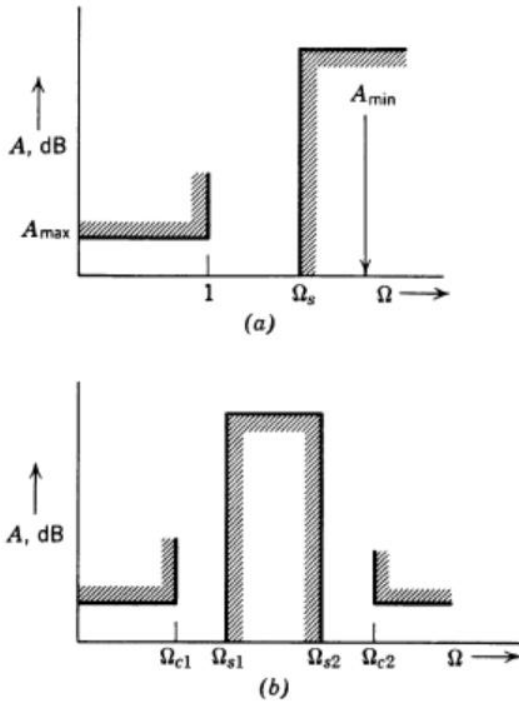 A, dB
A_min
A_max
1
Ω_s
Ω
(a)
A, dB
Ω_c1
Ω_s1
Ω_s2
Ω_c2
Ω
(b)